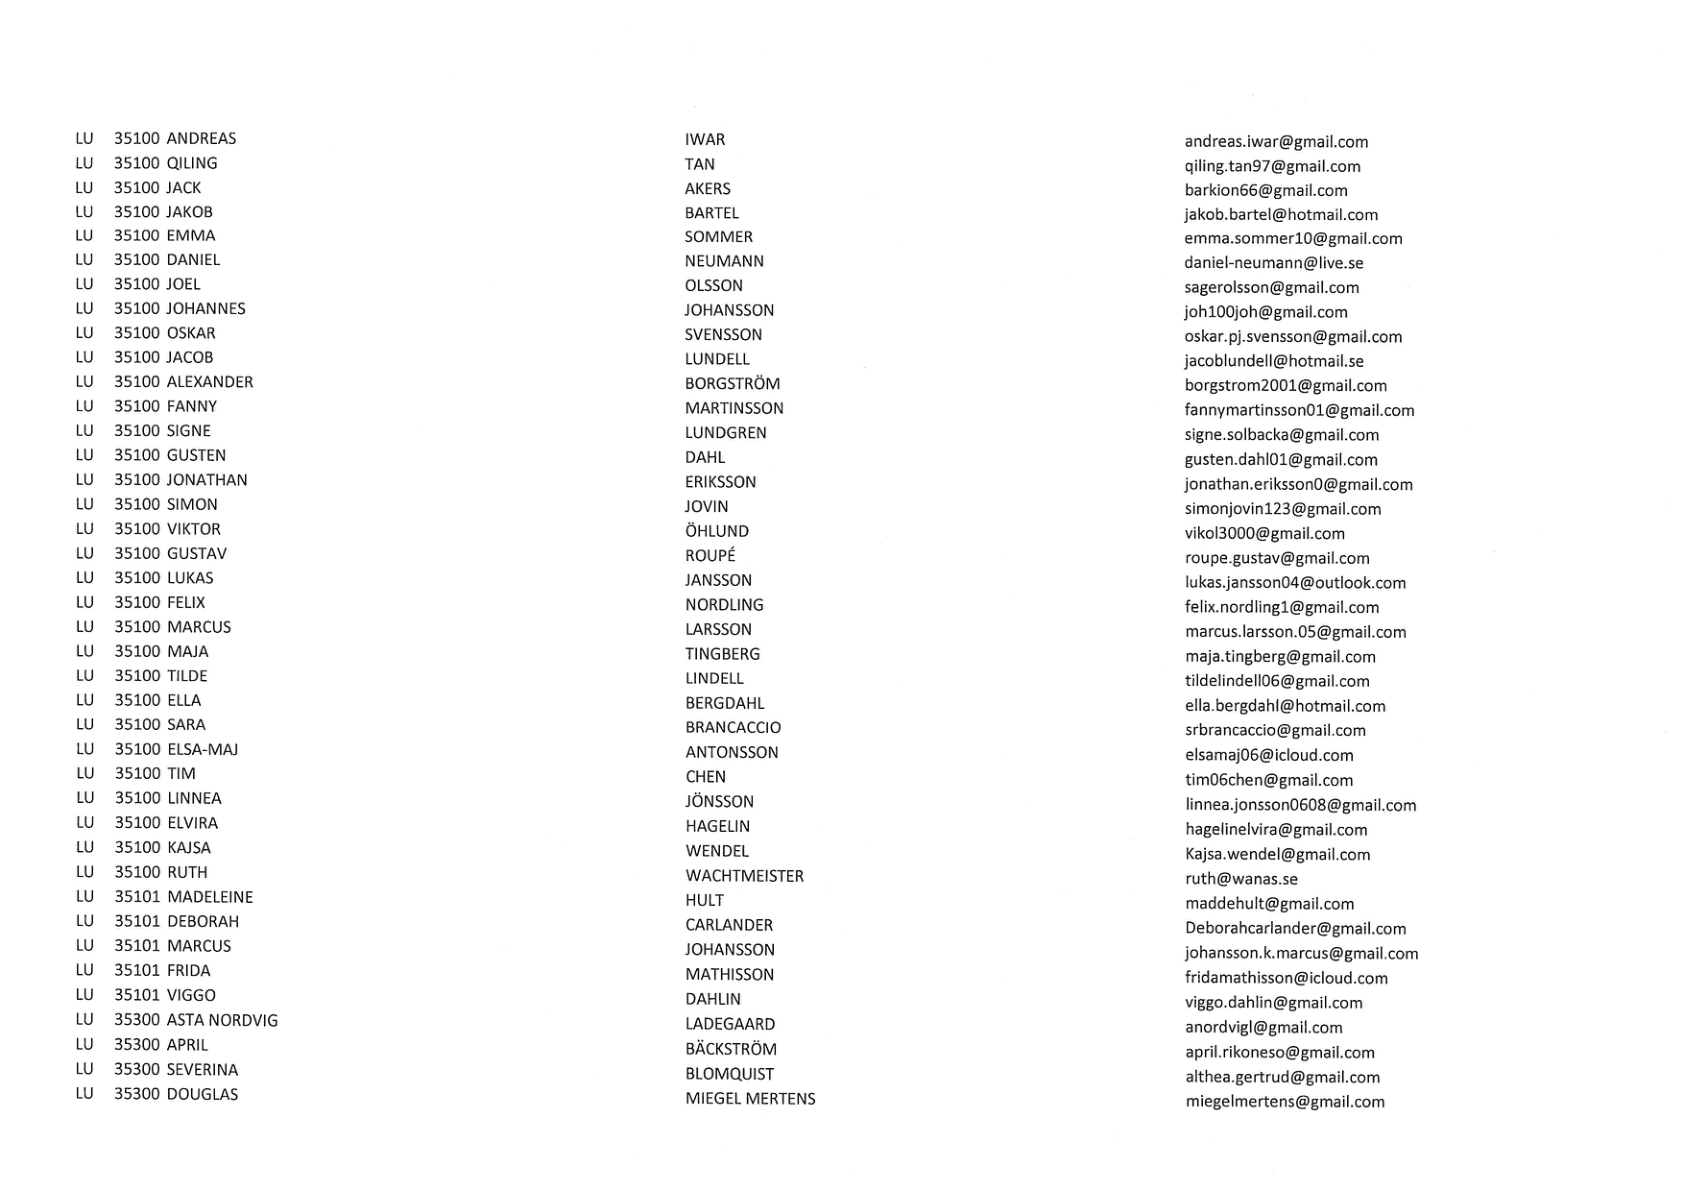 LU 35100 ANDREAS IWAR andreas.iwar@gmail.com
LU 35100 QILING TAN qiling.tan97@gmail.com
LU 35100 JACK AKERS barkion66@gmail.com
LU 35100 JAKOB BARTEL jakob.bartel@hotmail.com
LU 35100 EMMA SOMMER emma.sommer10@gmail.com
LU 35100 DANIEL NEUMANN daniel-neumann@live.se
LU 35100 JOEL OLSSON sagerolsson@gmail.com
LU 35100 JOHANNES JOHANSSON joh100joh@gmail.com
LU 35100 OSKAR SVENSSON oskar.pj.svensson@gmail.com
LU 35100 JACOB LUNDELL jacoblundell@hotmail.se
LU 35100 ALEXANDER BORGSTRÖM borgstrom2001@gmail.com
LU 35100 FANNY MARTINSSON fannymartinsson01@gmail.com
LU 35100 SIGNE LUNDGREN signe.solbacka@gmail.com
LU 35100 GUSTEN DAHL gusten.dahl01@gmail.com
LU 35100 JONATHAN ERIKSSON jonathan.eriksson0@gmail.com
LU 35100 SIMON JOVIN simonjovin123@gmail.com
LU 35100 VIKTOR ÖHLUND vikol3000@gmail.com
LU 35100 GUSTAV ROUPÉ roupe.gustav@gmail.com
LU 35100 LUKAS JANSSON lukas.jansson04@outlook.com
LU 35100 FELIX NORDLING felix.nordling1@gmail.com
LU 35100 MARCUS LARSSON marcus.larsson.05@gmail.com
LU 35100 MAJA TINGBERG maja.tingberg@gmail.com
LU 35100 TILDE LINDELL tildelindell06@gmail.com
LU 35100 ELLA BERGDAHL ella.bergdahl@hotmail.com
LU 35100 SARA BRANCACCIO srbrancaccio@gmail.com
LU 35100 ELSA-MAJ ANTONSSON elsamaj06@icloud.com
LU 35100 TIM CHEN tim06chen@gmail.com
LU 35100 LINNEA JÖNSSON linnea.jonsson0608@gmail.com
LU 35100 ELVIRA HAGELIN hagelinelvira@gmail.com
LU 35100 KAJSA WENDEL Kajsa.wendel@gmail.com
LU 35100 RUTH WACHTMEISTER ruth@wanas.se
LU 35101 MADELEINE HULT maddehult@gmail.com
LU 35101 DEBORAH CARLANDER Deborahcarlander@gmail.com
LU 35101 MARCUS JOHANSSON johansson.k.marcus@gmail.com
LU 35101 FRIDA MATHISSON fridamathisson@icloud.com
LU 35101 VIGGO DAHLIN viggo.dahlin@gmail.com
LU 35300 ASTA NORDVIG LADEGAARD anordvigl@gmail.com
LU 35300 APRIL BÄCKSTRÖM april.rikoneso@gmail.com
LU 35300 SEVERINA BLOMQUIST althea.gertrud@gmail.com
LU 35300 DOUGLAS MIEGEL MERTENS miegelmertens@gmail.com